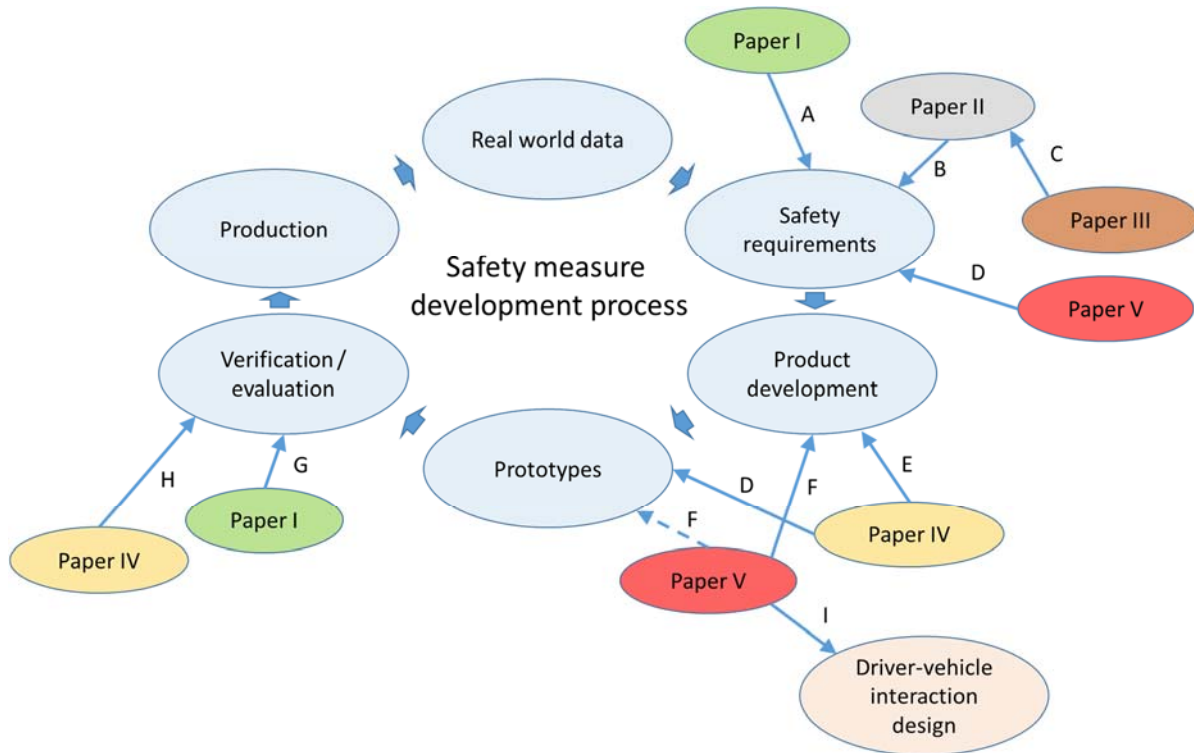 Paper I
A
Paper II
Real world data
B
C
Production
Safety
requirements
Paper III
Safety measure
development process
D
Paper V
Verification /
evaluation
Product
development
H
G
Prototypes
D
F
E
Paper I
F
Paper IV
Paper IV
Paper V
I
Driver-vehicle
interaction
design